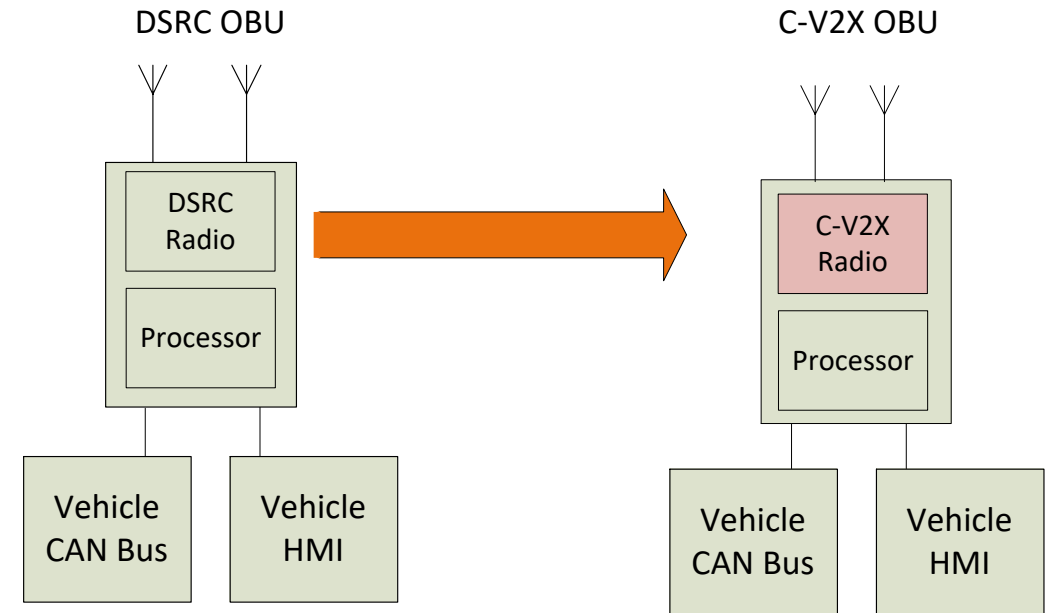 DSRC OBU
C-V2X OBU
DSRC
Radio
Processor
Vehicle
CAN Bus
Vehicle
HMI
C-V2X
Radio
Processor
Vehicle
CAN Bus
Vehicle
HMI